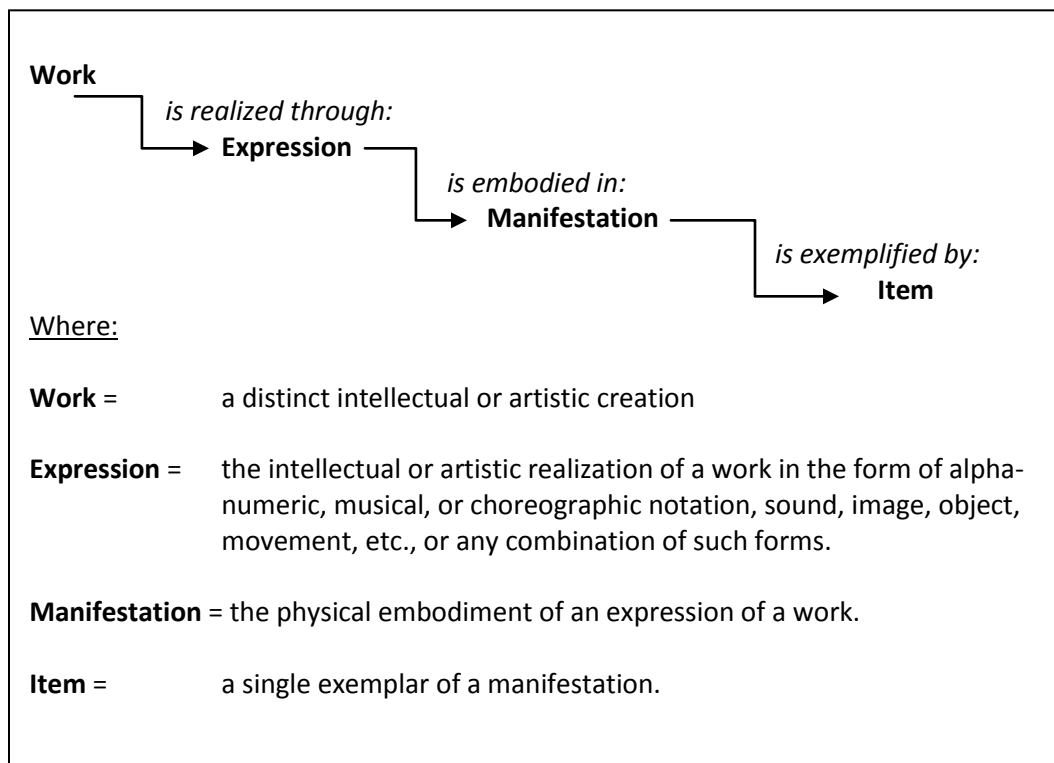 Work
is realized through:
Expression
is embodied in:
Manifestation
is exemplified by:
Item
Where:
Work = a distinct intellectual or artistic creation
Expression = the intellectual or artistic realization of a work in the form of alpha-
numeric, musical, or choreographic notation, sound, image, object,
movement, etc., or any combination of such forms.
Manifestation = the physical embodiment of an expression of a work.
Item = a single exemplar of a manifestation.